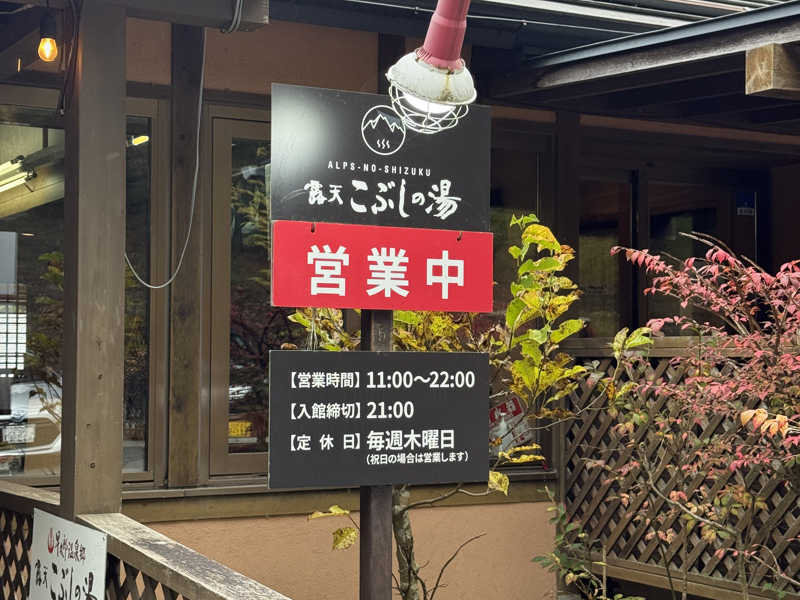 ALPS-NO-SHIZUKU
露天 こぶしの湯
営業中
【営業時間】11:00～22:00
【入館締切】21:00
【定休日】毎週木曜日
(祝日の場合は営業します)
露天 こぶしの湯